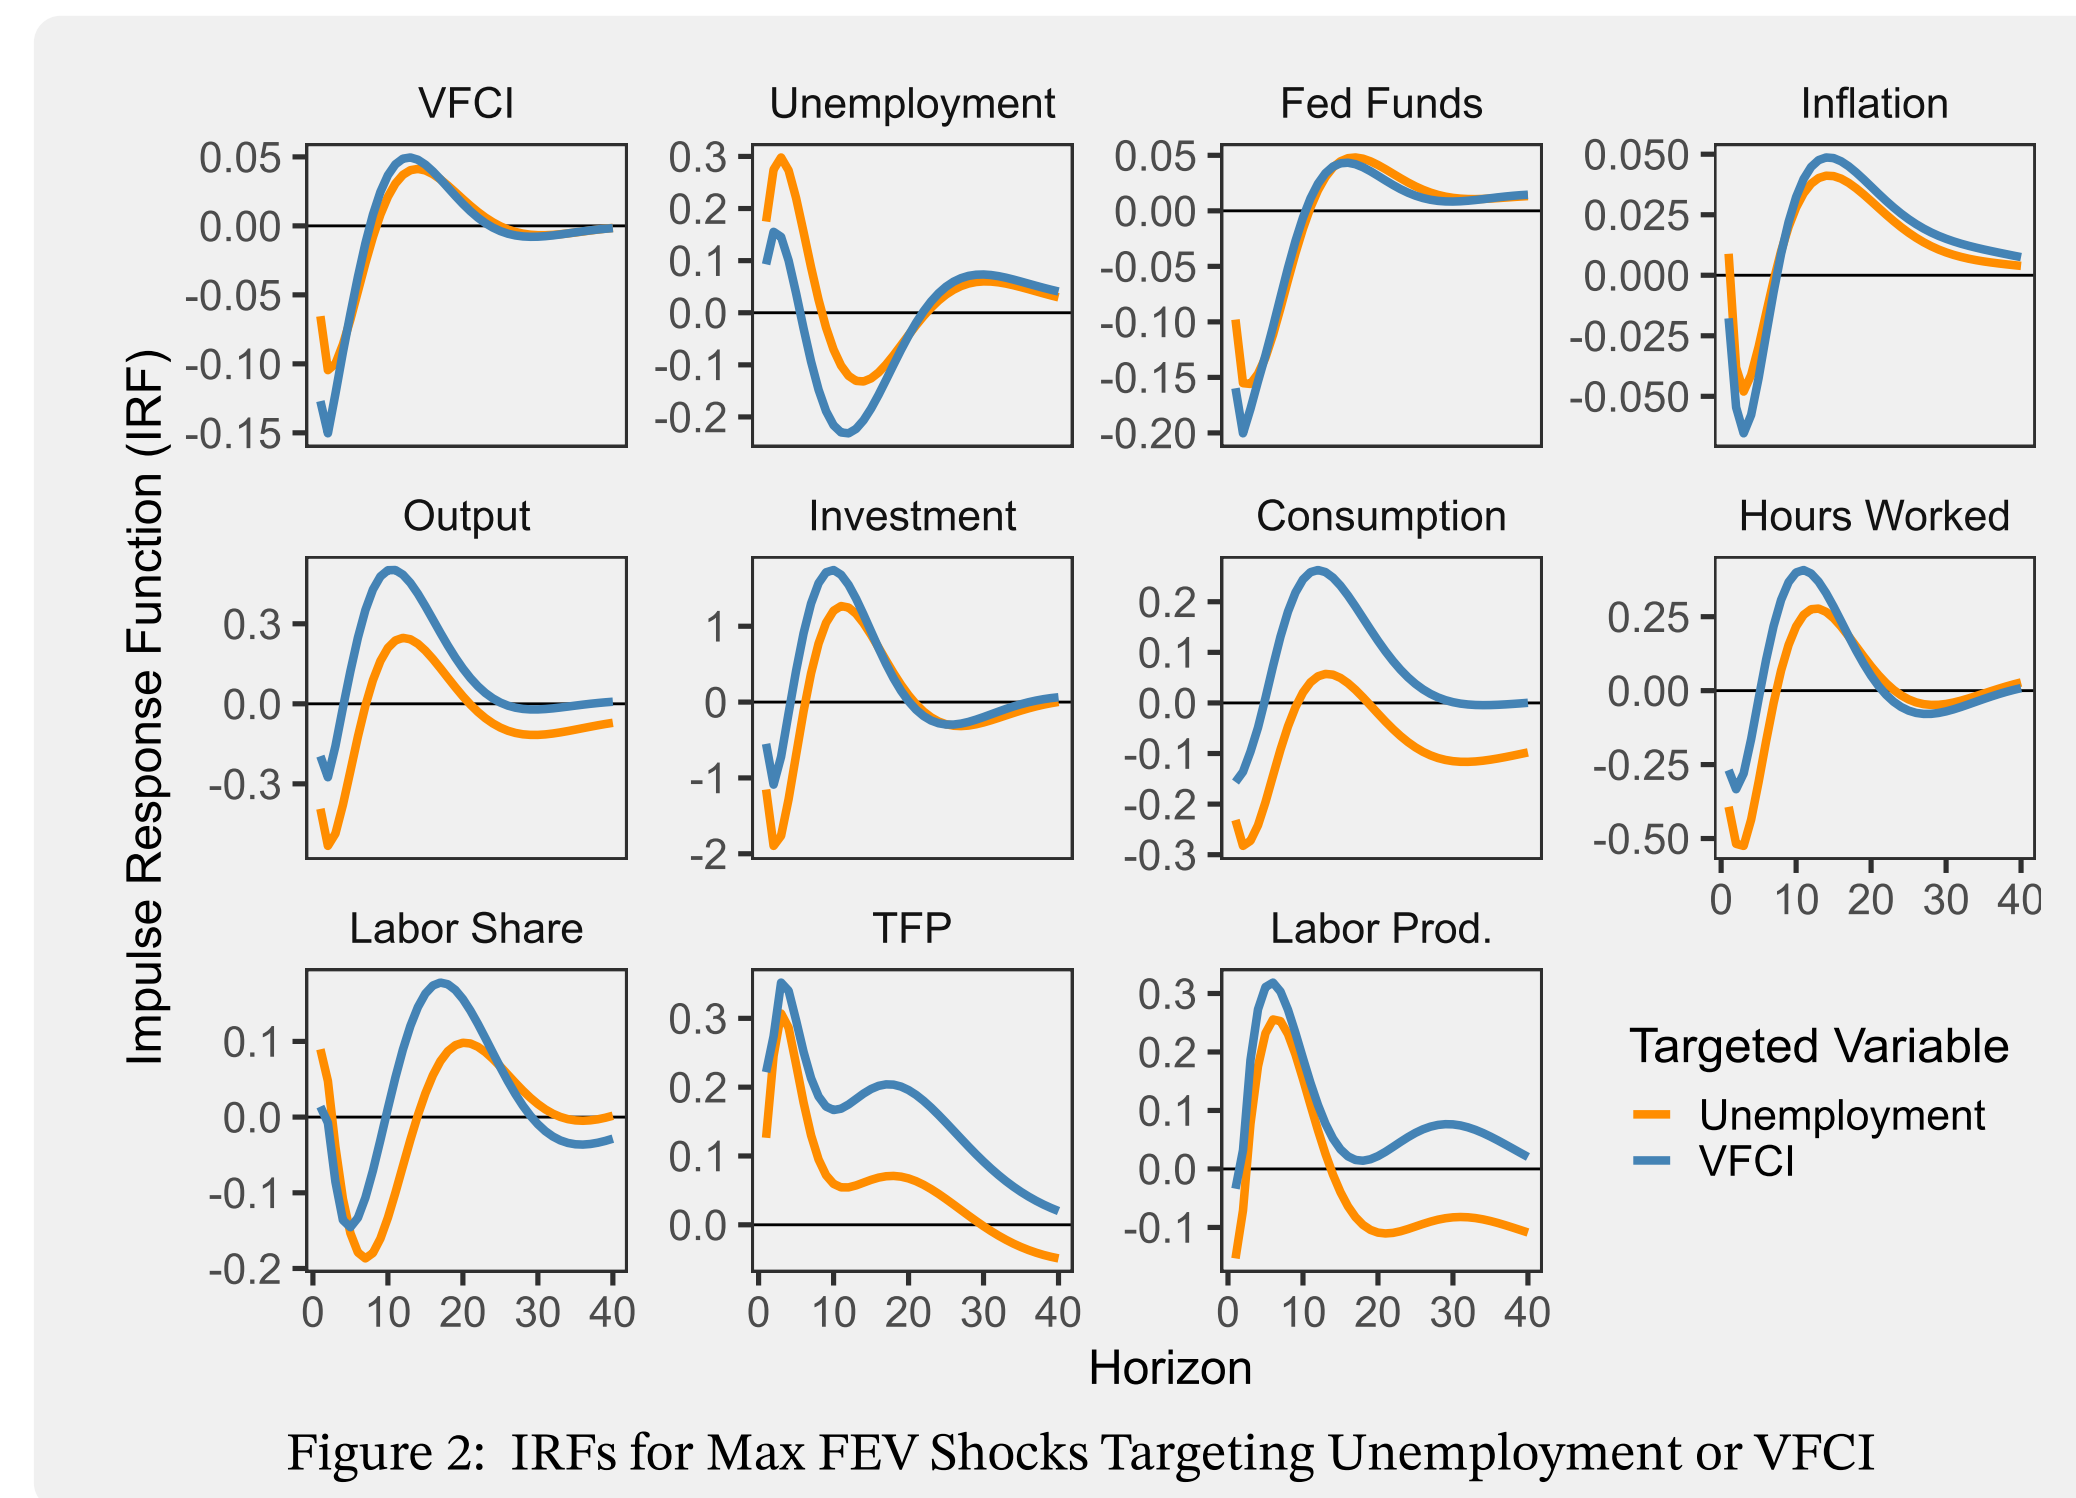 Impulse Response Function (IRF)
VFCI
0.05
0.00
-0.05
-0.10
-0.15
Unemployment
0.3
0.2
0.1
0.0
-0.1
-0.2
Fed Funds
0.05
0.00
-0.05
-0.10
-0.15
-0.20
Inflation
0.050
0.025
0.000
-0.025
-0.050
Output
0.3
0.0
-0.3
Investment
1
0
-1
-2
Consumption
0.2
0.1
0.0
-0.1
-0.2
-0.3
Hours Worked
0.25
0.00
-0.25
-0.50
0 10 20 30 40
Labor Share
0.1
0.0
-0.1
-0.2
0 10 20 30 40
TFP
0.3
0.2
0.1
0.0
0 10 20 30 40
Labor Prod.
0.3
0.2
0.1
0.0
-0.1
0 10 20 30 40
Targeted Variable
Unemployment
VFCI
Horizon
Figure 2: IRFs for Max FEV Shocks Targeting Unemployment or VFCI